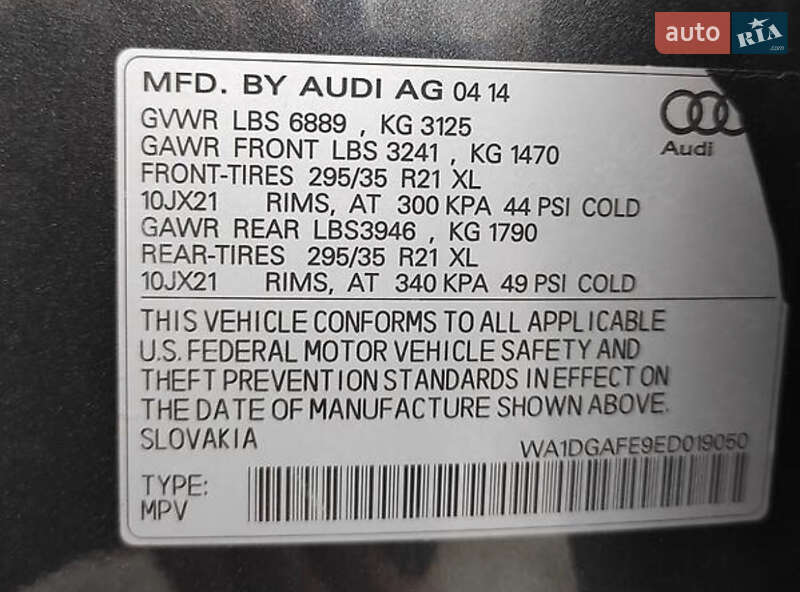 auto RIA.com
MFD. BY AUDI AG 04 14
GVWR LBS 6889 , KG 3125
GAWR FRONT LBS 3241 , KG 1470
FRONT-TIRES 295/35 R21 XL
10JX21 RIMS, AT 300 KPA 44 PSI COLD
GAWR REAR LBS3946 , KG 1790
REAR-TIRES 295/35 R21 XL
10JX21 RIMS, AT 340 KPA 49 PSI COLD
Audi
THIS VEHICLE CONFORMS TO ALL APPLICABLE
U.S. FEDERAL MOTOR VEHICLE SAFETY AND
THEFT PREVENTION STANDARDS IN EFFECT ON
THE DATE OF MANUFACTURE SHOWN ABOVE.
SLOVAKIA WA1DGAFE9ED019050
TYPE:
MPV